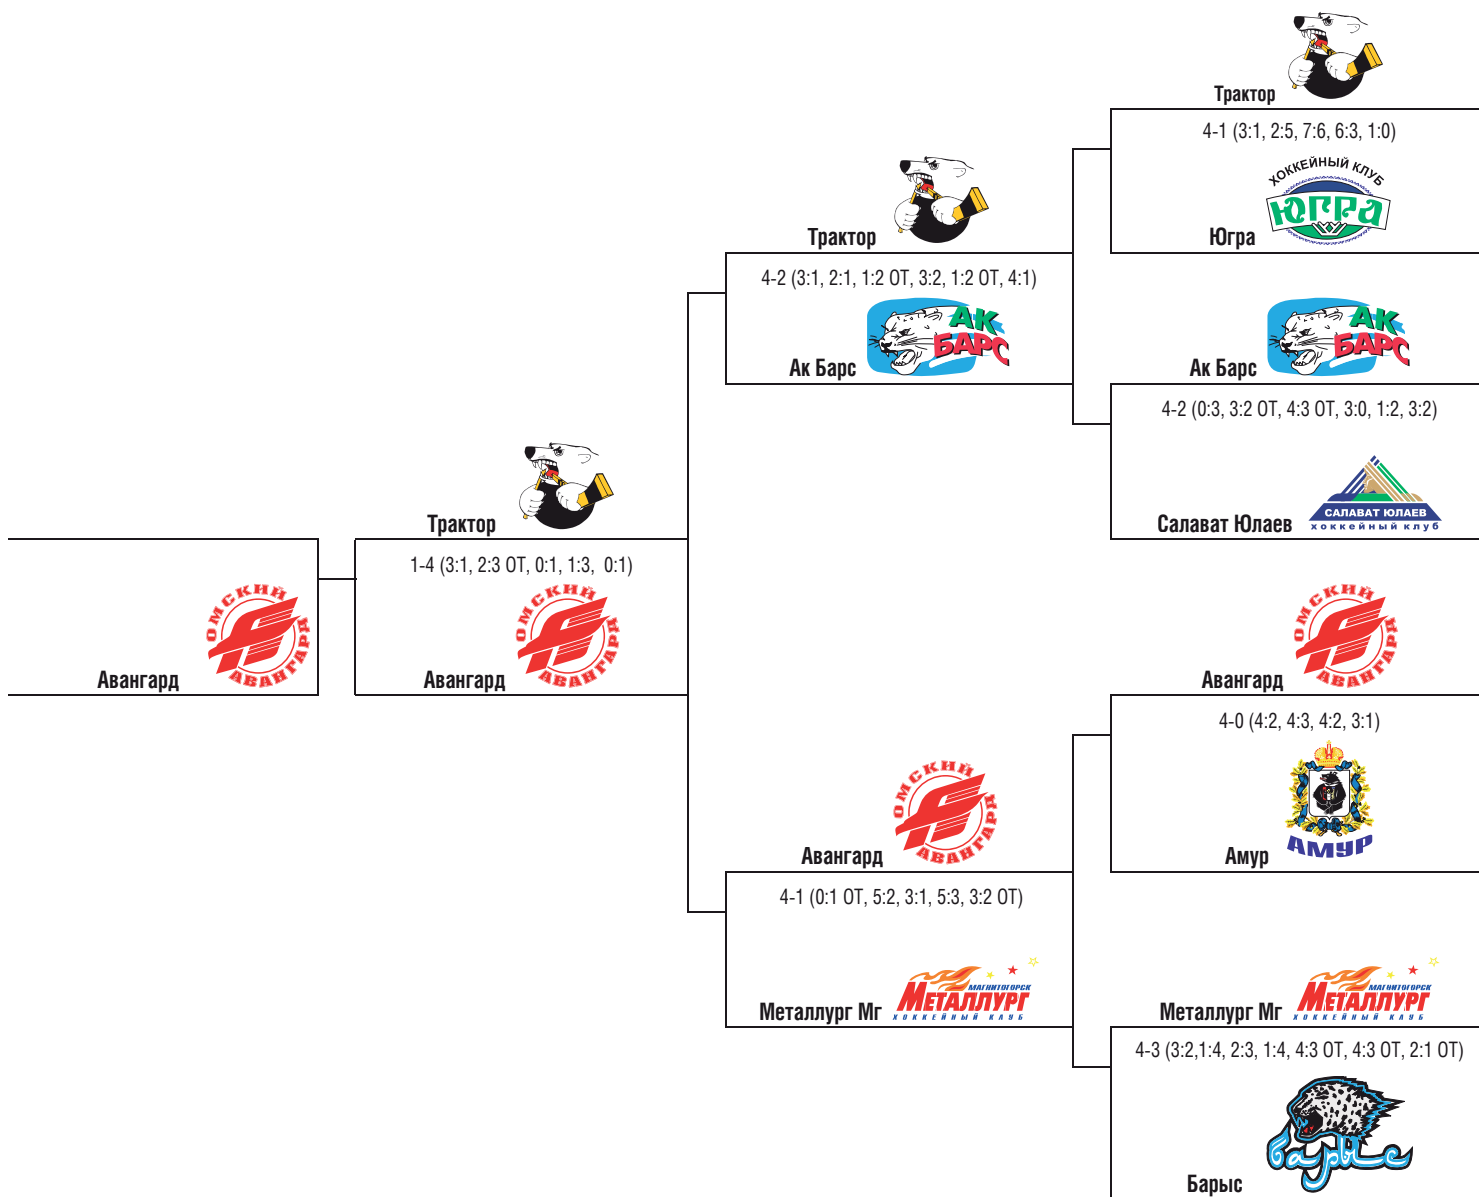 Трактор
4-1 (3:1, 2:5, 7:6, 6:3, 1:0)
ХОККЕЙНЫЙ КЛУБ
ЮГРА
Югра
Трактор
4-2 (3:1, 2:1, 1:2 ОТ, 3:2, 1:2 ОТ, 4:1)
АК
БАРС
Ак Барс
АК
БАРС
Ак Барс
4-2 (0:3, 3:2 ОТ, 4:3 ОТ, 3:0, 1:2, 3:2)
САЛАВАТ ЮЛАЕВ
хоккейный клуб
Салават Юлаев
Трактор
1-4 (3:1, 2:3 ОТ, 0:1, 1:3, 0:1)
ОМСКИЙ
АВАНГАРД
Авангард
ОМСКИЙ
АВАНГАРД
Авангард
ОМСКИЙ
АВАНГАРД
Авангард
4-0 (4:2, 4:3, 4:2, 3:1)
АМУР
Амур
ОМСКИЙ
АВАНГАРД
Авангард
4-1 (0:1 ОТ, 5:2, 3:1, 5:3, 3:2 ОТ)
МАГНИТОГОРСК
МЕТАЛЛУРГ
ХОККЕЙНЫЙ КЛУБ
Металлург Мг
МАГНИТОГОРСК
МЕТАЛЛУРГ
ХОККЕЙНЫЙ КЛУБ
Металлург Мг
4-3 (3:2,1:4, 2:3, 1:4, 4:3 ОТ, 4:3 ОТ, 2:1 ОТ)
барыс
Барыс